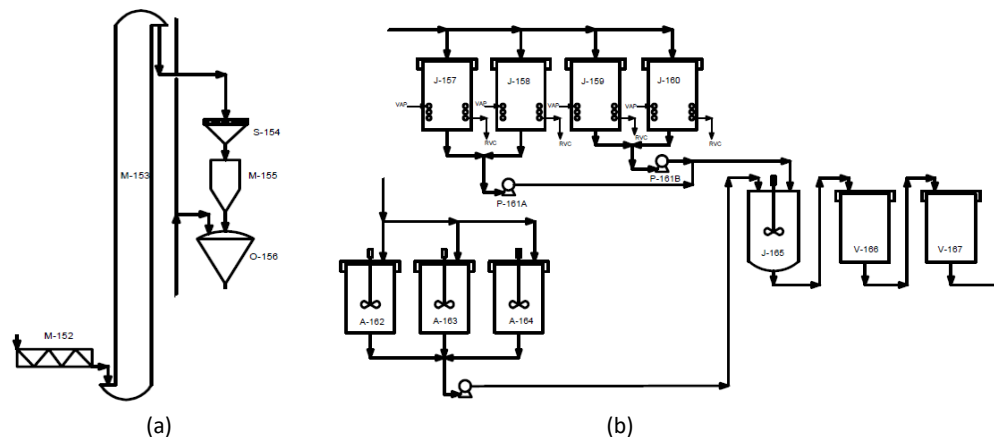 S-154
M-155
M-153
O-156
M-152
(a)
J-157
J-158
J-159
J-160
VAP
VAP
VAP
VAP
RVC
RVC
RVC
RVC
P-161B
P-161A
J-165
V-166
V-167
A-162
A-163
A-164
(b)